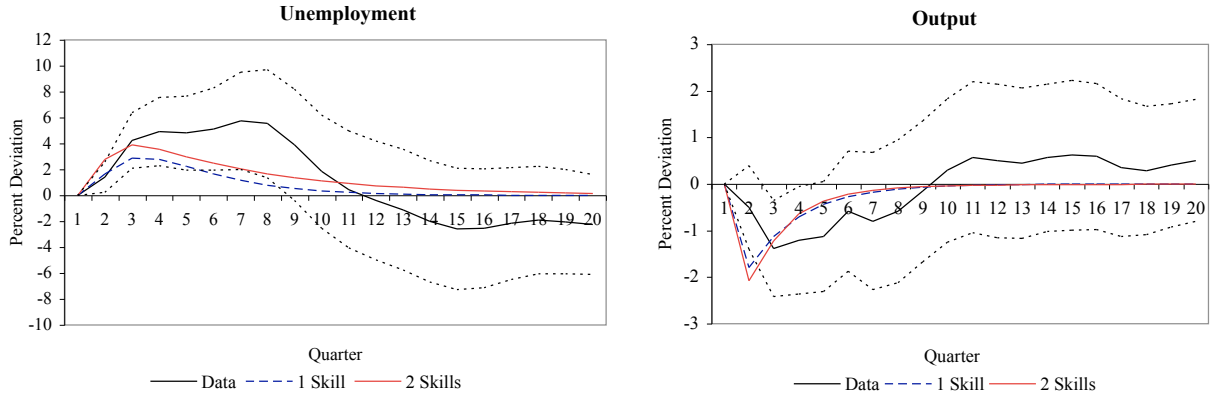 Unemployment
Percent Deviation
12
10
8
6
4
2
0
-2
-4
-6
-8
-10
1 2 3 4 5 6 7 8 9 10 11 12 13 14 15 16 17 18 19 20
Quarter
Data 1 Skill 2 Skills
Output
Percent Deviation
3
2
1
0
-1
-2
-3
1 2 3 4 5 6 7 8 9 10 11 12 13 14 15 16 17 18 19 20
Quarter
Data 1 Skill 2 Skills